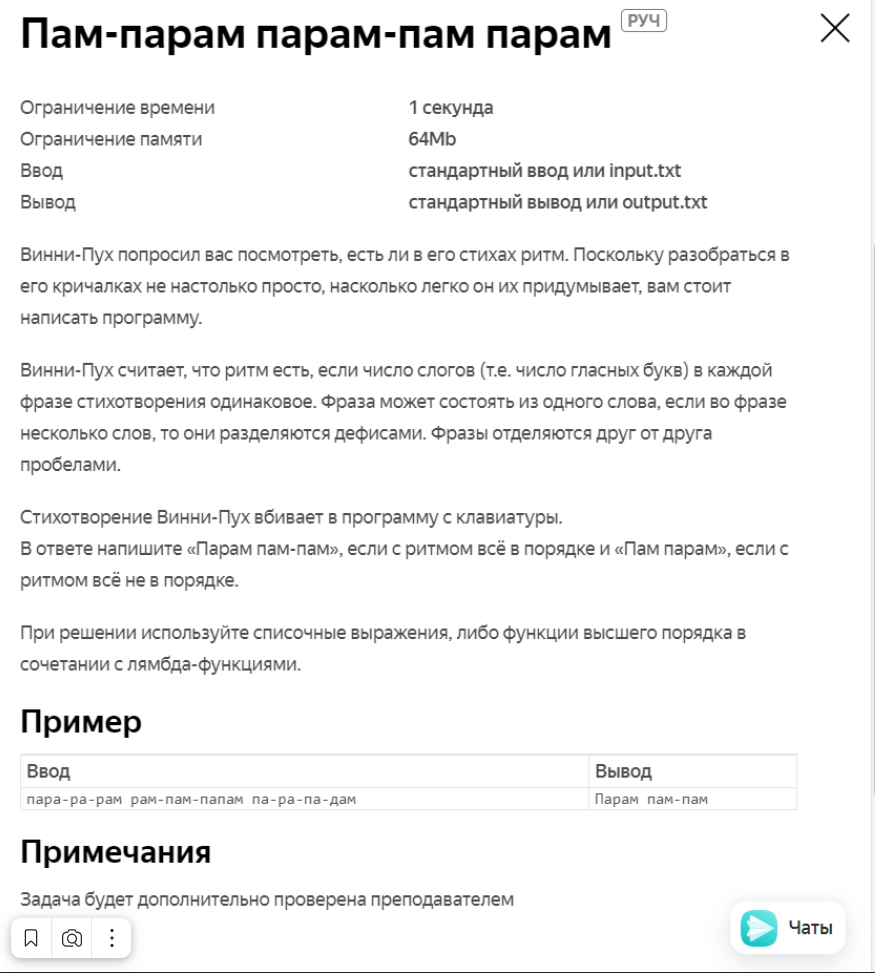 Пам-парам парам-пам парам РУЧ
Ограничение времени 1 секунда
Ограничение памяти 64Mb
Ввод стандартный ввод или input.txt
Вывод стандартный вывод или output.txt
Винни-Пух попросил вас посмотреть, есть ли в его стихах ритм. Поскольку разобраться в
его кричалках не настолько просто, насколько легко он их придумывает, вам стоит
написать программу.
Винни-Пух считает, что ритм есть, если число слогов (т.е. число гласных букв) в каждой
фразе стихотворения одинаковое. Фраза может состоять из одного слова, если во фразе
несколько слов, то они разделяются дефисами. Фразы отделяются друг от друга
пробелами.
Стихотворение Винни-Пух вбивает в программу с клавиатуры.
В ответе напишите «Парам пам-пам», если с ритмом всё в порядке и «Пам парам», если с
ритмом всё не в порядке.
При решении используйте списочные выражения, либо функции высшего порядка в
сочетании с лямбда-функциями.
Пример
Ввод Вывод
пара-ра-рам рам-пам-папам па-ра-па-дам Парам пам-пам
Примечания
Задача будет дополнительно проверена преподавателем
Чаты